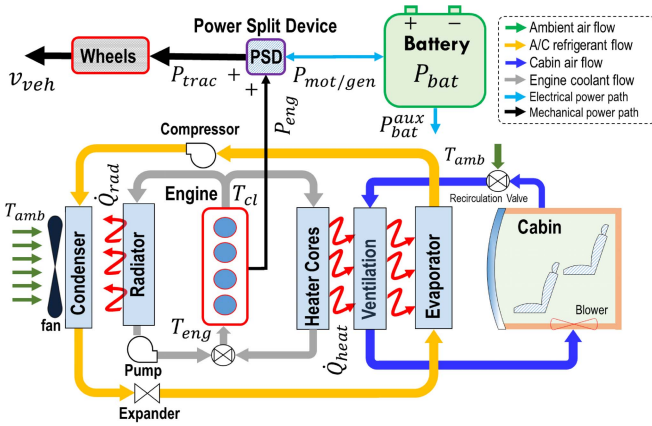 Power Split Device
Wheels
PSD
+
+
+ −
Battery
P_bat
v_veh
P_trac
P_mot/gen
P_eng
P_bat^aux
Ambient air flow
A/C refrigerant flow
Cabin air flow
Engine coolant flow
Electrical power path
Mechanical power path
Compressor
T_amb
Recirculation Valve
Q̇_rad
Engine
T_cl
T_amb
fan
Condenser
Radiator
Heater Cores
Ventilation
Evaporator
Cabin
Blower
T_eng
Pump
Q̇_heat
Expander